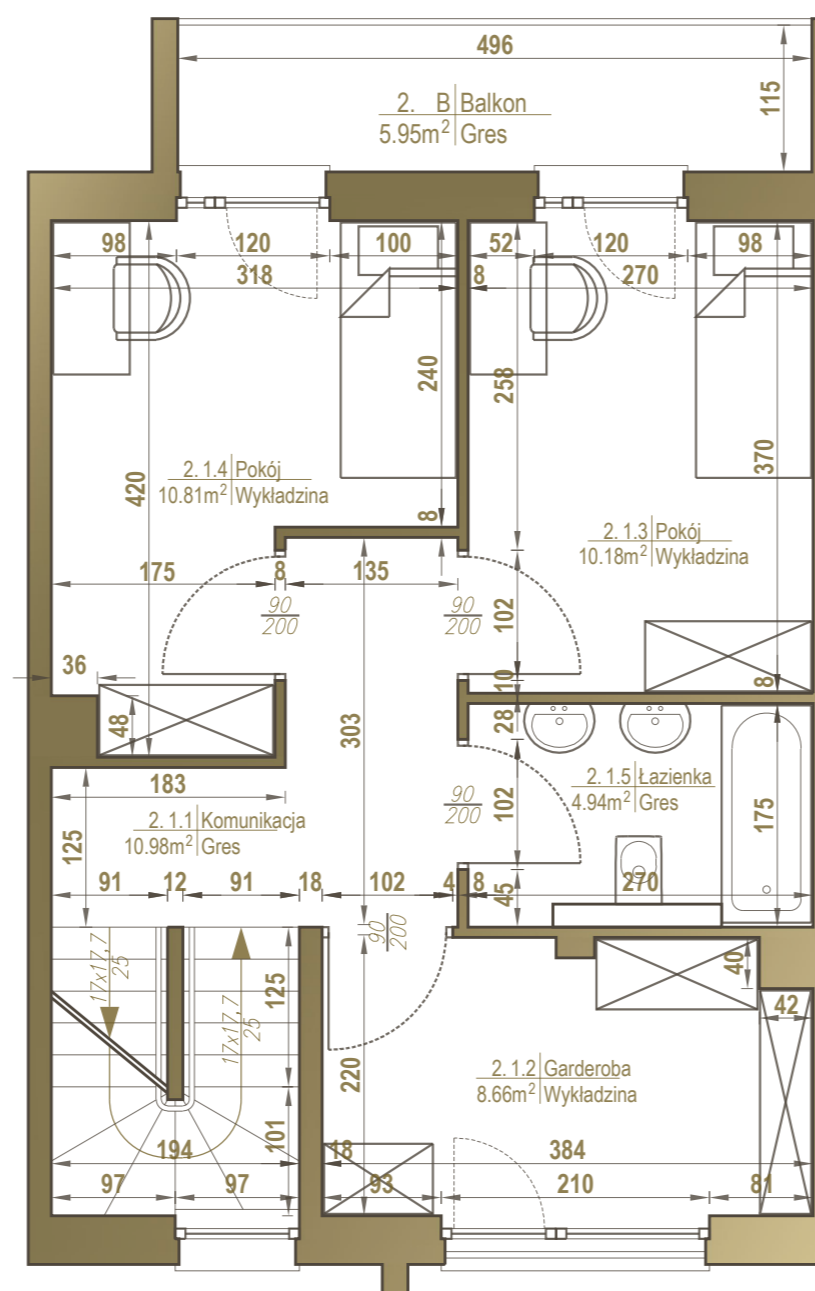 496
115
2. B Balkon
5.95m² Gres
98 120 100 52 120 98
318 8 270
240
258
370
420
2. 1.4 Pokój
10.81m² Wykładzina
8
2. 1.3 Pokój
10.18m² Wykładzina
175 8 135
90
200
90
200
102
36
10
8
48
303
28
183
2. 1.5 Łazienka
4.94m² Gres
90
200
102
175
2. 1.1 Komunikacja
10.98m² Gres
125
91 12 91 18 102 4 8 270
45
90
200
17x17,7
25
17x17,7
25
125
40
42
220
2. 1.2 Garderoba
8.66m² Wykładzina
101
194 18 384
97 97 93 210 81